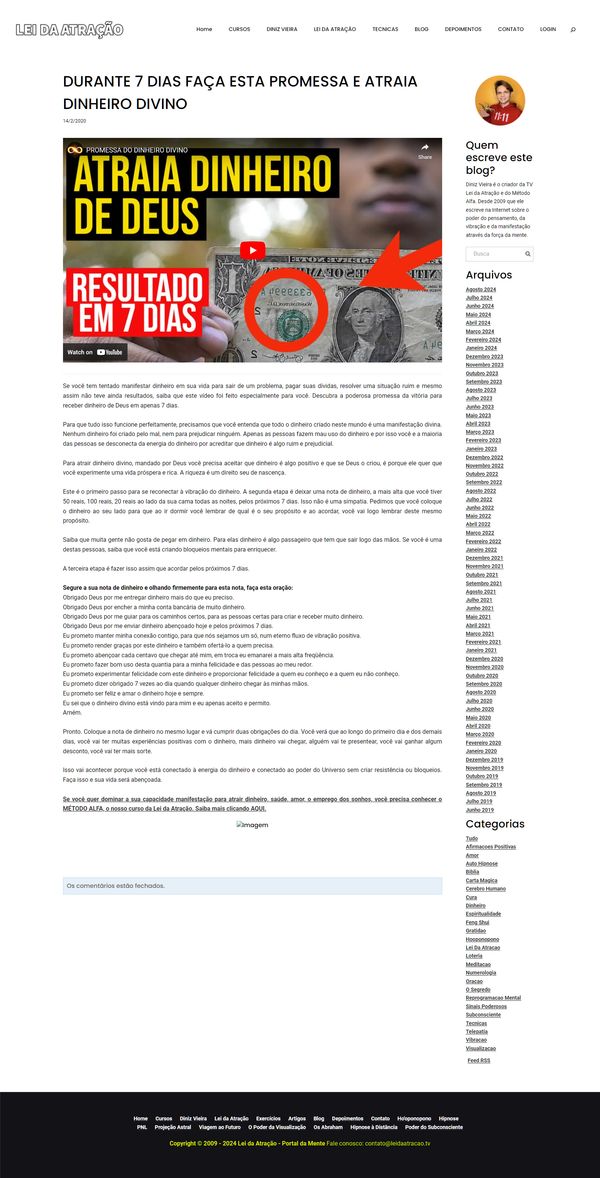 LEI DA ATRAÇÃO
Home CURSOS DINIZ VIEIRA LEI DA ATRAÇÃO TECNICAS BLOG DEPOIMENTOS CONTATO LOGIN
DURANTE 7 DIAS FAÇA ESTA PROMESSA E ATRAIA
DINHEIRO DIVINO
14/2/2020
PROMESSA DO DINHEIRO DIVINO
Share
ATRAIA DINHEIRO
DE DEUS
RESULTADO
EM 7 DIAS
Watch on YouTube
Se você tem tentado manifestar dinheiro em sua vida para sair de um problema, pagar suas dividas, resolver uma situação ruim e mesmo
assim não teve ainda resultados, saiba que este vídeo foi feito especialmente para você. Descubra a poderosa promessa da vitória para
receber dinheiro de Deus em apenas 7 dias.
Para que tudo isso funcione perfeitamente, precisamos que você entenda que todo o dinheiro criado neste mundo é uma manifestação divina.
Nenhum dinheiro foi criado pelo mal, nem para prejudicar ninguém. Apenas as pessoas fazem mau uso do dinheiro e por isso você e a maioria
das pessoas se desconecta da energia do dinheiro por acreditar que dinheiro é algo ruim e prejudicial.
Para atrair dinheiro divino, mandado por Deus você precisa aceitar que dinheiro é algo positivo e que se Deus o criou, é porque ele quer que
você experimente uma vida próspera e rica. A riqueza é um direito seu de nascença.
Este é o primeiro passo para se reconectar à vibração do dinheiro. A segunda etapa é deixar uma nota de dinheiro, a mais alta que você tiver
50 reais, 100 reais, 20 reais ao lado da sua cama todas as noites, pelos próximos 7 dias. Isso não é uma simpatia. Pedimos que você coloque
o dinheiro ao seu lado para que ao ir dormir você lembrar de qual é o seu propósito e ao acordar, você vai logo lembrar deste mesmo
propósito.
Saiba que muita gente não gosta de pegar em dinheiro. Para elas dinheiro é algo passageiro que tem que sair logo das mãos. Se você é uma
destas pessoas, saiba que você está criando bloqueios mentais para enriquecer.
A terceira etapa é fazer isso assim que acordar pelos próximos 7 dias.
Segure a sua nota de dinheiro e olhando firmemente para esta nota, faça esta oração:
Obrigado Deus por me entregar dinheiro mais do que eu preciso.
Obrigado Deus por encher a minha conta bancária de muito dinheiro.
Obrigado Deus por me guiar para os caminhos certos, para as pessoas certas para criar e receber muito dinheiro.
Obrigado Deus por me enviar dinheiro abençoado hoje e pelos próximos 7 dias.
Eu prometo manter minha conexão contigo, para que nós sejamos um só, num eterno fluxo de vibração positiva.
Eu prometo render graças por este dinheiro e também ofertá-lo a quem precisa.
Eu prometo abençoar cada centavo que chegar até mim, em troca eu emanarei a mais alta freqüência.
Eu prometo fazer bom uso desta quantia para a minha felicidade e das pessoas ao meu redor.
Eu prometo experimentar felicidade com este dinheiro e proporcionar felicidade a quem eu conheço e a quem eu não conheço.
Eu prometo dizer obrigado 7 vezes ao dia quando qualquer dinheiro chegar às minhas mãos.
Eu prometo ser feliz e amar o dinheiro hoje e sempre.
Eu sei que o dinheiro divino está vindo para mim e eu apenas aceito e permito.
Amém.
Pronto. Coloque a nota de dinheiro no mesmo lugar e vá cumprir duas obrigações do dia. Você verá que ao longo do primeiro dia e dos demais
dias, você vai ter muitas experiências positivas com o dinheiro, mais dinheiro vai chegar, alguém vai te presentear, você vai ganhar algum
desconto, você vai ter mais sorte.
Isso vai acontecer porque você está conectado à energia do dinheiro e conectado ao poder do Universo sem criar resistência ou bloqueios.
Faça isso e sua vida será abençoada.
Se você quer dominar a sua capacidade manifestação para atrair dinheiro, saúde, amor, o emprego dos sonhos, você precisa conhecer o
MÉTODO ALFA, o nosso curso da Lei da Atração. Saiba mais clicando AQUI.
Imagem
Os comentários estão fechados.
11:11
Quem
escreve este
blog?
Diniz Vieira é o criador da TV
Lei da Atração e do Método
Alfa. Desde 2009 que ele
escreve na Internet sobre o
poder do pensamento, da
vibração e da manifestação
através da força da mente.
Busca
Arquivos
Agosto 2024
Julho 2024
Junho 2024
Maio 2024
Abril 2024
Março 2024
Fevereiro 2024
Janeiro 2024
Dezembro 2023
Novembro 2023
Outubro 2023
Setembro 2023
Agosto 2023
Julho 2023
Junho 2023
Maio 2023
Abril 2023
Março 2023
Fevereiro 2023
Janeiro 2023
Dezembro 2022
Novembro 2022
Outubro 2022
Setembro 2022
Agosto 2022
Julho 2022
Junho 2022
Maio 2022
Abril 2022
Março 2022
Fevereiro 2022
Janeiro 2022
Dezembro 2021
Novembro 2021
Outubro 2021
Setembro 2021
Agosto 2021
Julho 2021
Junho 2021
Maio 2021
Abril 2021
Março 2021
Fevereiro 2021
Janeiro 2021
Dezembro 2020
Novembro 2020
Outubro 2020
Setembro 2020
Agosto 2020
Julho 2020
Junho 2020
Maio 2020
Abril 2020
Março 2020
Fevereiro 2020
Janeiro 2020
Dezembro 2019
Novembro 2019
Outubro 2019
Setembro 2019
Agosto 2019
Julho 2019
Junho 2019
Categorias
Tudo
Afirmacoes Positivas
Amor
Auto Hipnose
Biblia
Carta Magica
Cerebro Humano
Cura
Dinheiro
Espiritualidade
Feng Shui
Gratidao
Hooponopono
Lei Da Atracao
Loteria
Meditacao
Numerologia
Oracao
O Segredo
Reprogramacao Mental
Sinais Poderosos
Subconsciente
Tecnicas
Telepatia
Vibracao
Visualizacao
Feed RSS
Home Cursos Diniz Vieira Lei da Atração Exercícios Artigos Blog Depoimentos Contato Ho'oponopono Hipnose
PNL Projeção Astral Viagem ao Futuro O Poder da Visualização Os Abraham Hipnose à Distância Poder do Subconsciente
Copyright © 2009 - 2024 Lei da Atração - Portal da Mente Fale conosco: contato@leidaatracao.tv